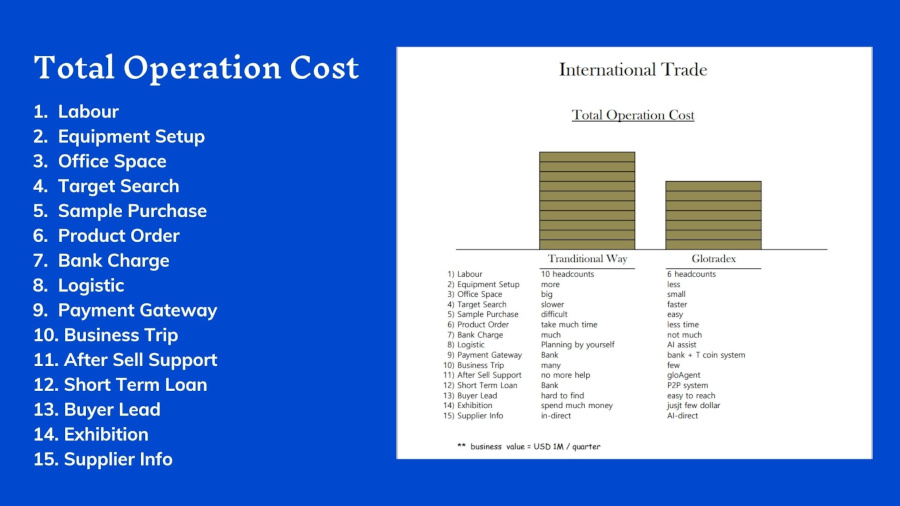 Total Operation Cost
1. Labour
2. Equipment Setup
3. Office Space
4. Target Search
5. Sample Purchase
6. Product Order
7. Bank Charge
8. Logistic
9. Payment Gateway
10. Business Trip
11. After Sell Support
12. Short Term Loan
13. Buyer Lead
14. Exhibition
15. Supplier Info
International Trade
Total Operation Cost
Tranditional Way Glotradex
1) Labour 10 headcounts 6 headcounts
2) Equipment Setup more less
3) Office Space big small
4) Target Search slower faster
5) Sample Purchase difficult easy
6) Product Order take much time less time
7) Bank Charge much not much
8) Logistic Planning by yourself AI assist
9) Payment Gateway Bank bank + T coin system
10) Business Trip many few
11) After Sell Support no more help gloAgent
12) Short Term Loan Bank P2P system
13) Buyer Lead hard to find easy to reach
14) Exhibition spend much money jusjt few dollar
15) Supplier Info in-direct AI-direct
** business value = USD 1M / quarter